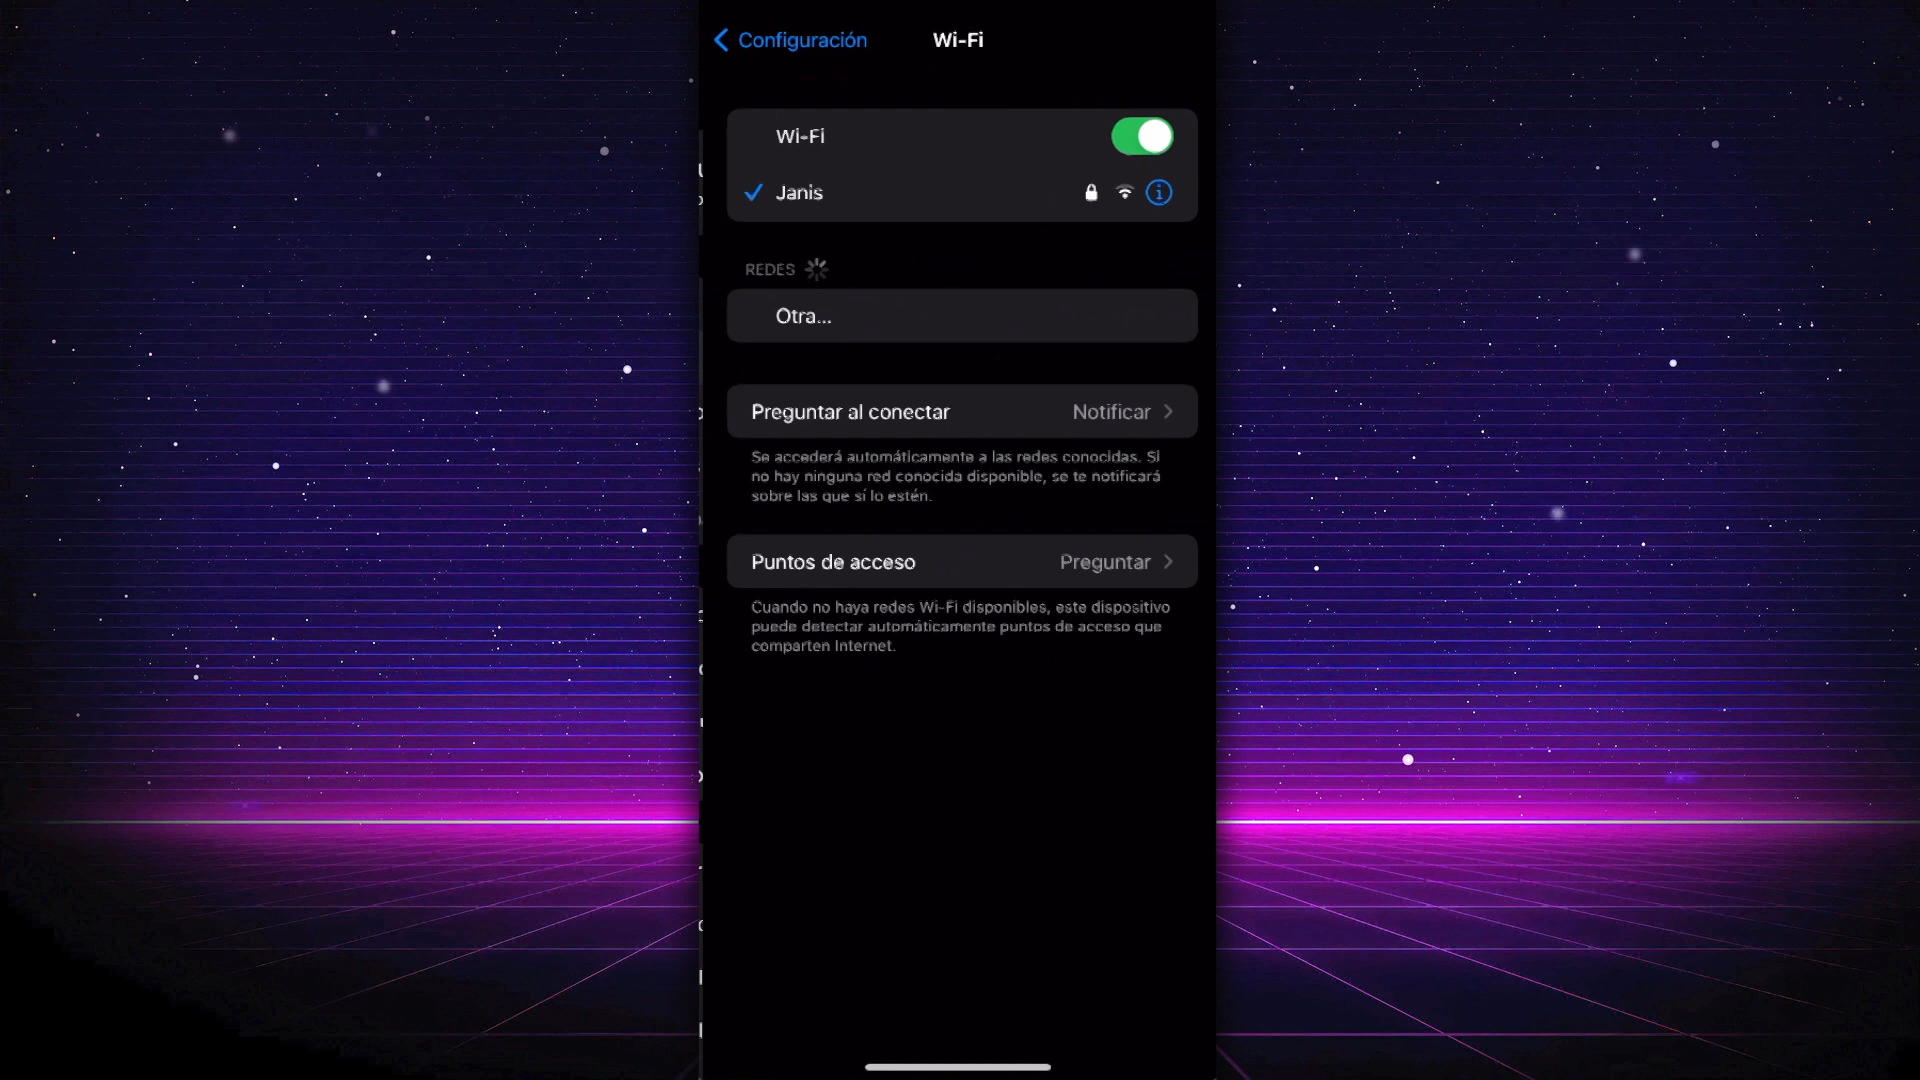 Configuración
Wi-Fi
Wi-Fi
Janis
REDES
Otra...
Preguntar al conectar
Notificar
Se accederá automáticamente a las redes conocidas. Si
no hay ninguna red conocida disponible, se te notificará
sobre las que sí lo estén.
Puntos de acceso
Preguntar
Cuando no haya redes Wi-Fi disponibles, este dispositivo
puede detectar automáticamente puntos de acceso que
comparten Internet.